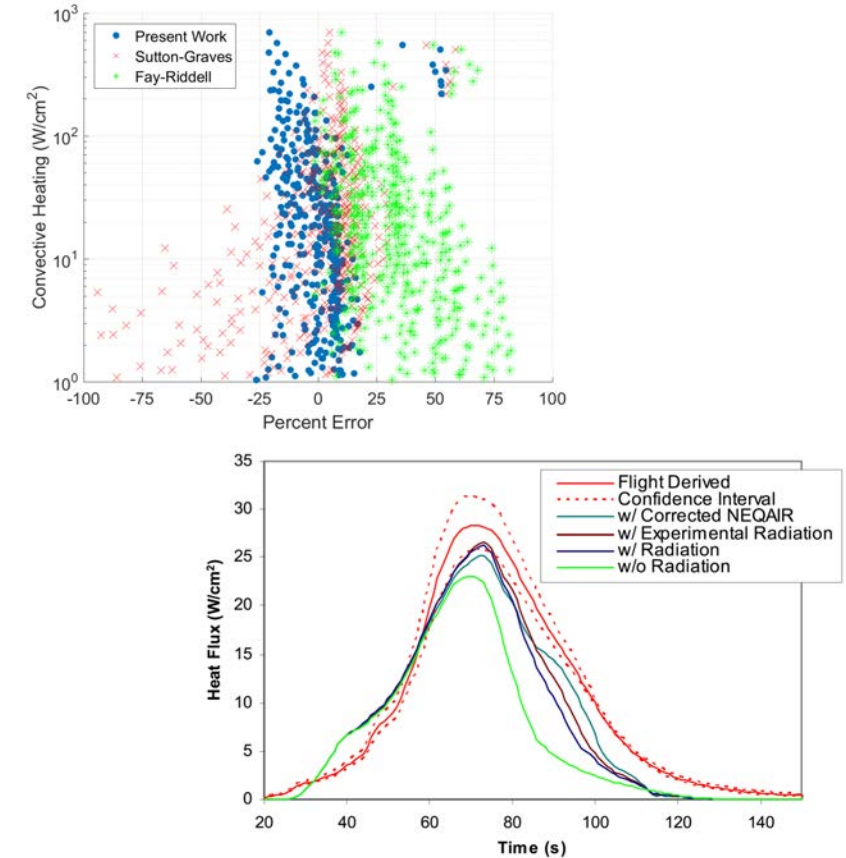 10³
Present Work
Sutton-Graves
Fay-Riddell
10²
10¹
10⁰
Convective Heating (W/cm²)
-100 -75 -50 -25 0 25 50 75 100
Percent Error
35
30
25
20
15
10
5
0
Heat Flux (W/cm²)
Flight Derived
Confidence Interval
w/ Corrected NEQAIR
w/ Experimental Radiation
w/ Radiation
w/o Radiation
20 40 60 80 100 120 140
Time (s)